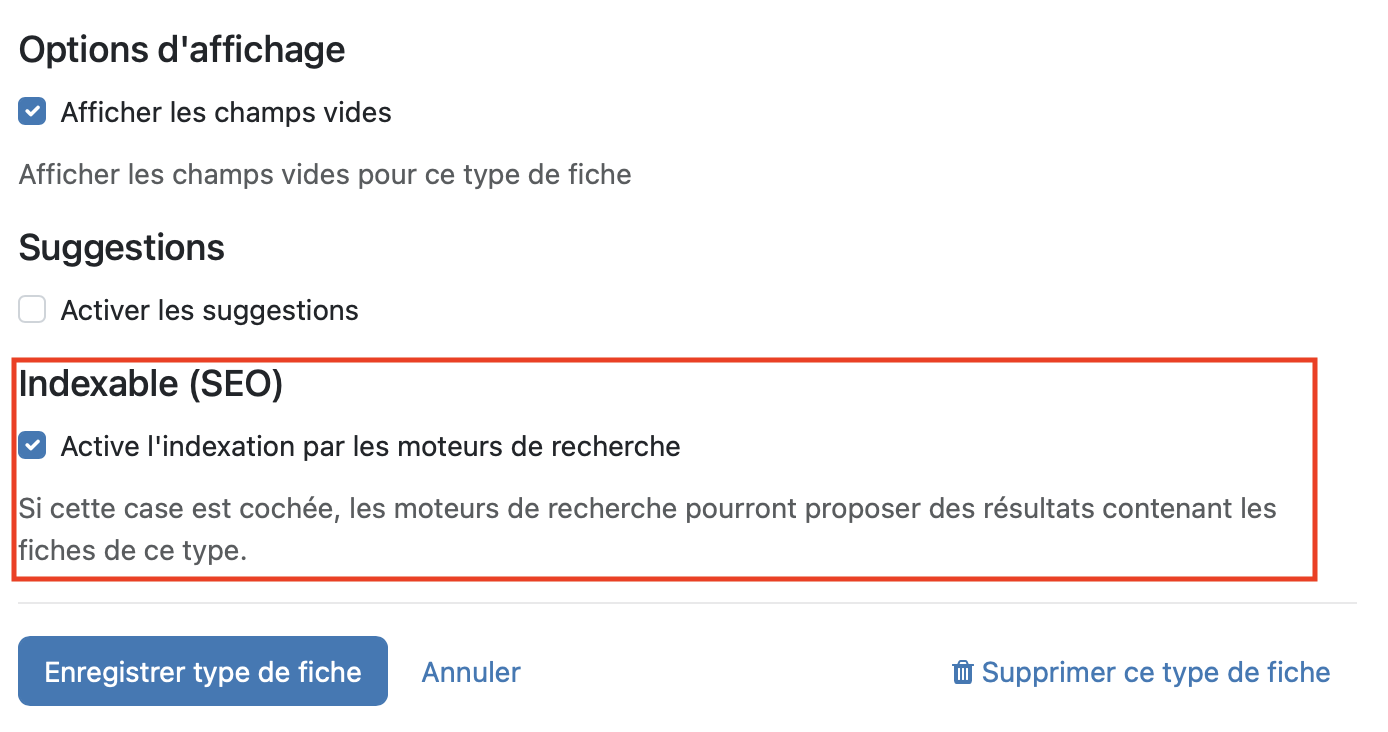 Options d'affichage
Afficher les champs vides
Afficher les champs vides pour ce type de fiche
Suggestions
Activer les suggestions
Indexable (SEO)
Active l'indexation par les moteurs de recherche
Si cette case est cochée, les moteurs de recherche pourront proposer des résultats contenant les
fiches de ce type.
Enregistrer type de fiche
Annuler
Supprimer ce type de fiche